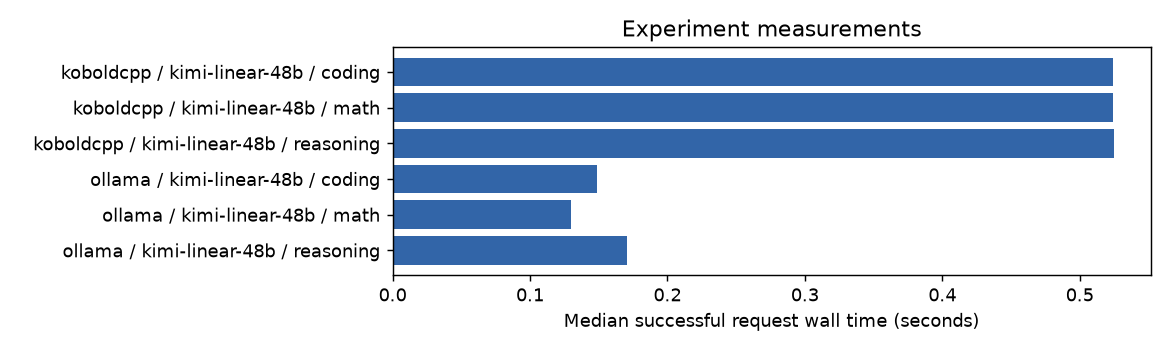 Experiment measurements
koboldcpp / kimi-linear-48b / coding
koboldcpp / kimi-linear-48b / math
koboldcpp / kimi-linear-48b / reasoning
ollama / kimi-linear-48b / coding
ollama / kimi-linear-48b / math
ollama / kimi-linear-48b / reasoning
0.0 0.1 0.2 0.3 0.4 0.5
Median successful request wall time (seconds)